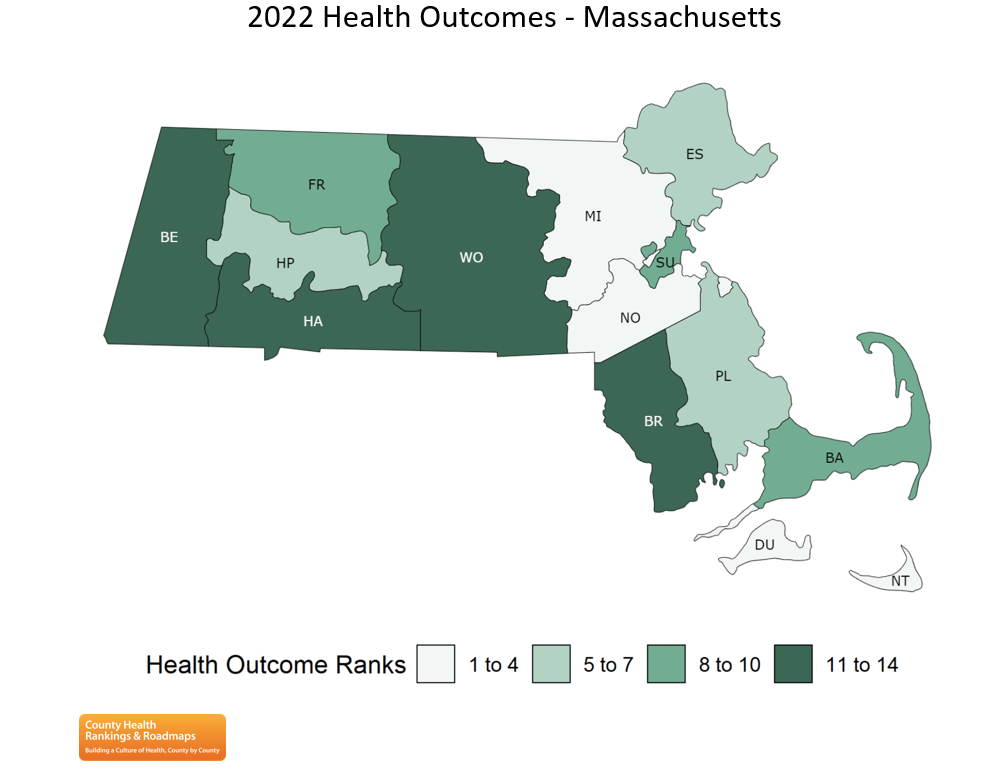 2022 Health Outcomes - Massachusetts
ES
FR
MI
BE
HP
WO
SU
HA
NO
PL
BR
BA
DU
NT
Health Outcome Ranks 1 to 4 5 to 7 8 to 10 11 to 14
County Health
Rankings & Roadmaps
Building a Culture of Health, County by County